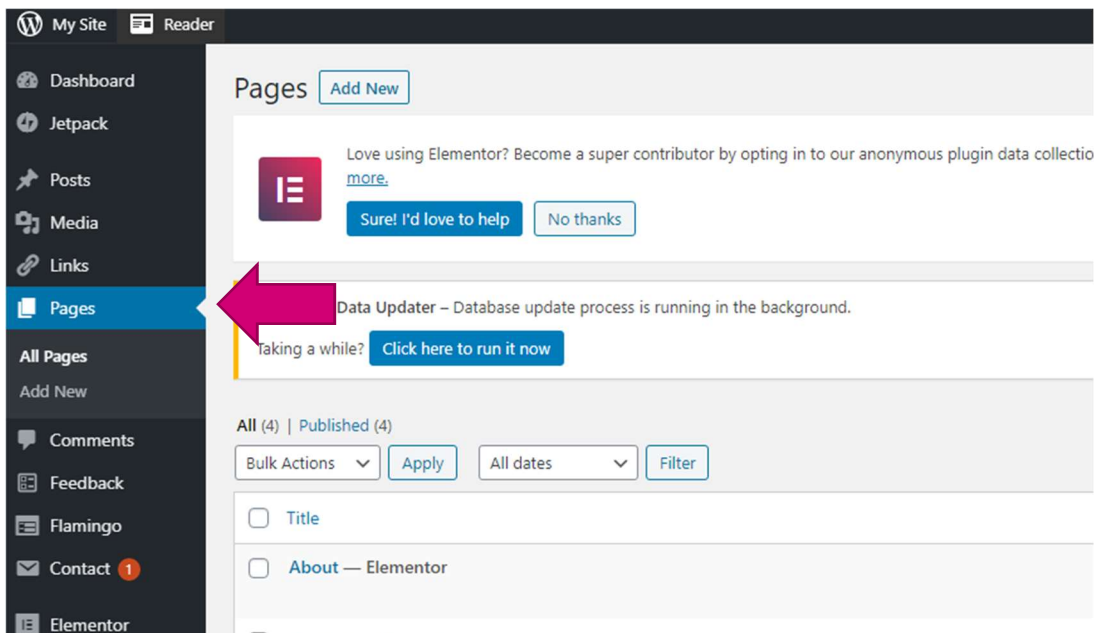 My Site Reader
Dashboard
Jetpack
Posts
Media
Links
Pages
All Pages
Add New
Comments
Feedback
Flamingo
Contact 1
Elementor
Pages Add New
Love using Elementor? Become a super contributor by opting in to our anonymous plugin data collectio
more.
Sure! I'd love to help No thanks
Data Updater – Database update process is running in the background.
Taking a while? Click here to run it now
All (4) | Published (4)
Bulk Actions Apply All dates Filter
Title
About — Elementor